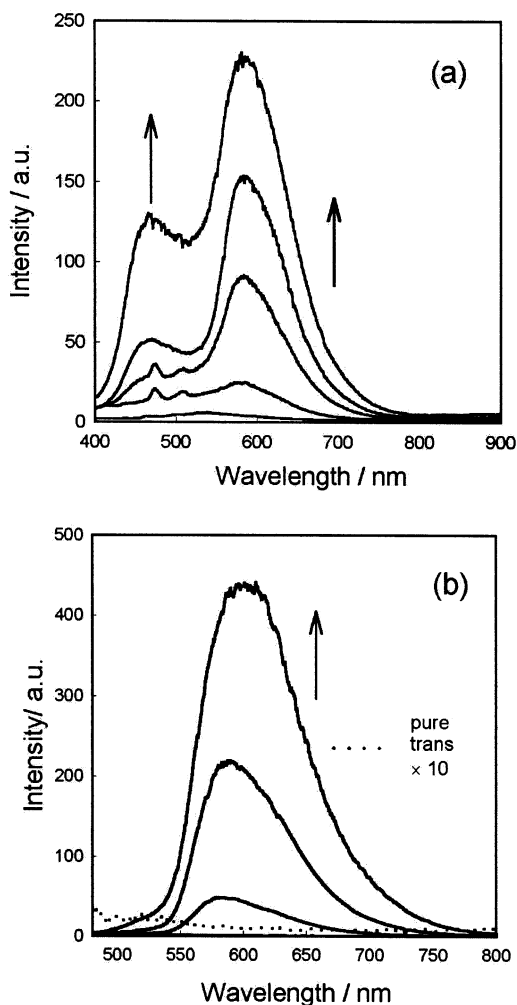 250
(a)
200
150
100
50
0
Intensity / a.u.
400 500 600 700 800 900
Wavelength / nm
500
(b)
400
300
pure
trans
× 10
200
100
0
Intensity/ a.u.
500 550 600 650 700 750 800
Wavelength / nm